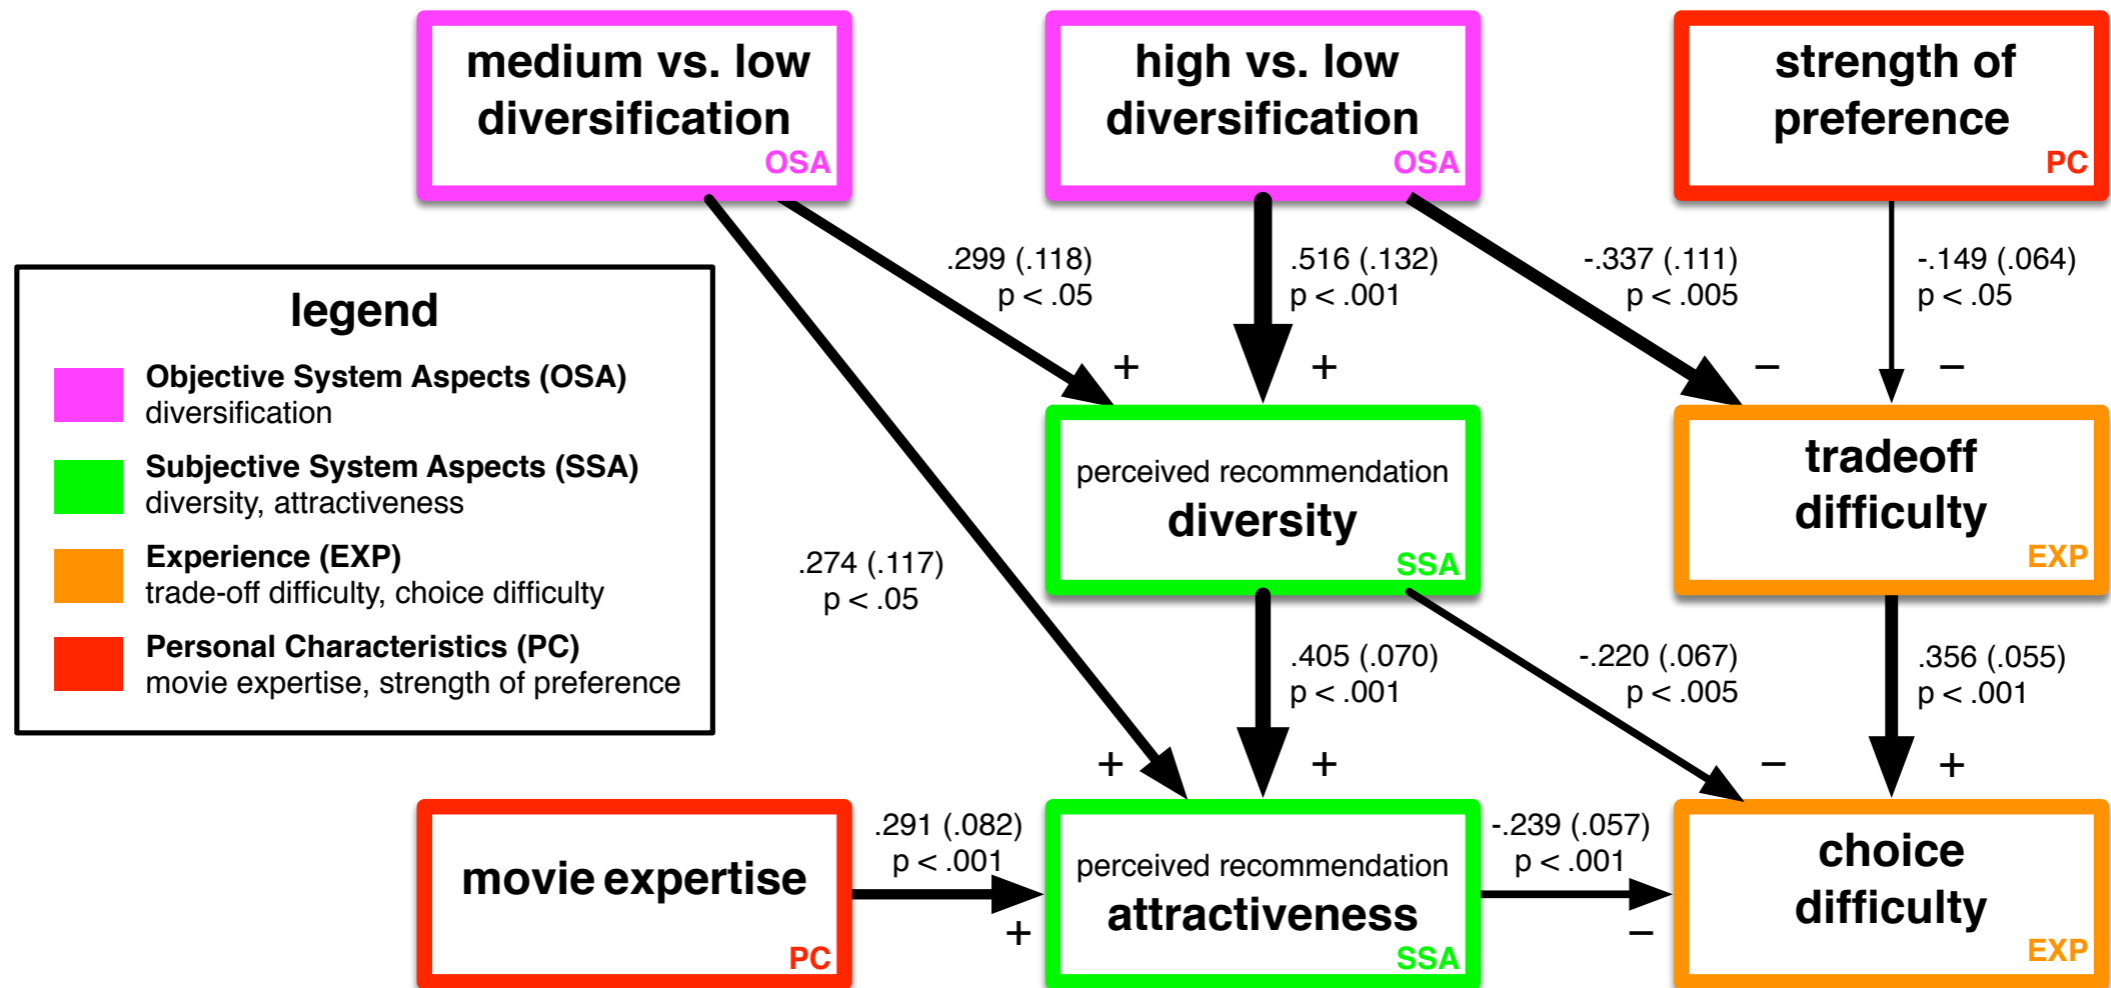 medium vs. low
diversification
OSA
high vs. low
diversification
OSA
strength of
preference
PC
.299 (.118)
p < .05
+
.516 (.132)
p < .001
+
-.337 (.111)
p < .005
−
-.149 (.064)
p < .05
−
legend
Objective System Aspects (OSA)
diversification
Subjective System Aspects (SSA)
diversity, attractiveness
Experience (EXP)
trade-off difficulty, choice difficulty
Personal Characteristics (PC)
movie expertise, strength of preference
perceived recommendation
diversity
SSA
tradeoff
difficulty
EXP
.274 (.117)
p < .05
+
.405 (.070)
p < .001
+
-.220 (.067)
p < .005
−
.356 (.055)
p < .001
+
movie expertise
PC
.291 (.082)
p < .001
+
perceived recommendation
attractiveness
SSA
-.239 (.057)
p < .001
−
choice
difficulty
EXP